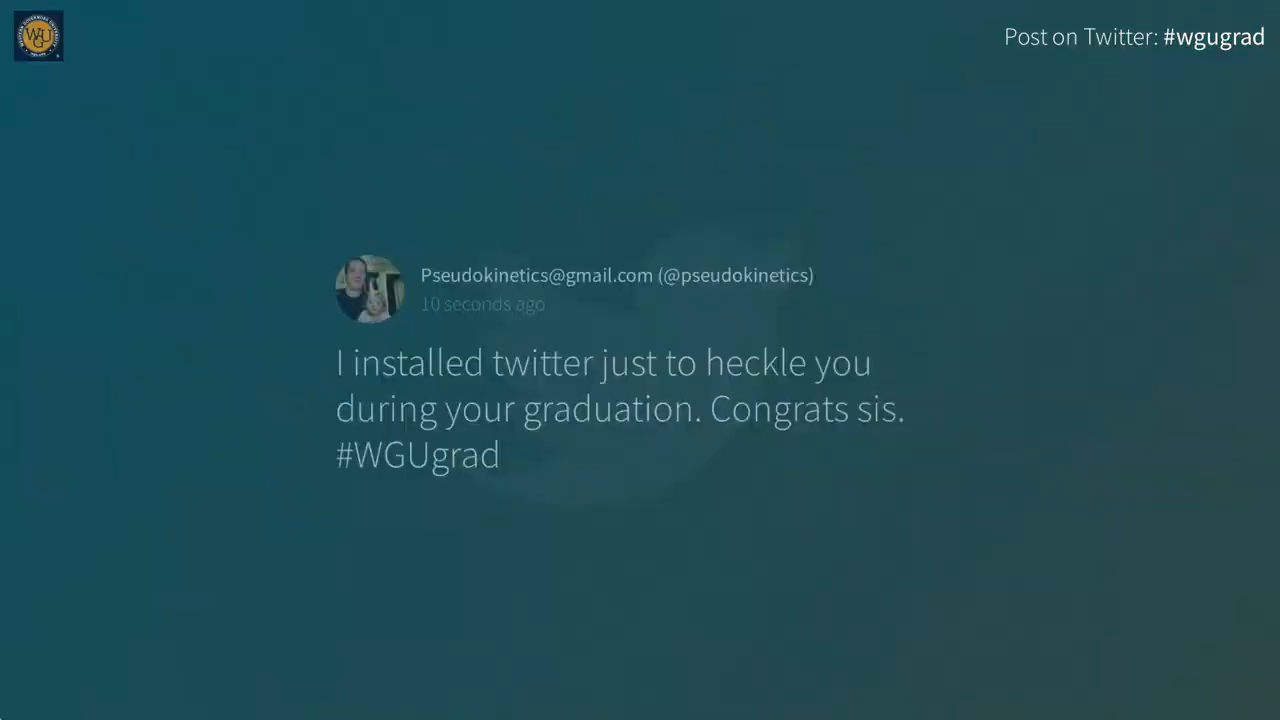 WGU
Post on Twitter: #wgugrad
Pseudokinetics@gmail.com (@pseudokinetics)
10 seconds ago
I installed twitter just to heckle you
during your graduation. Congrats sis.
#WGUgrad